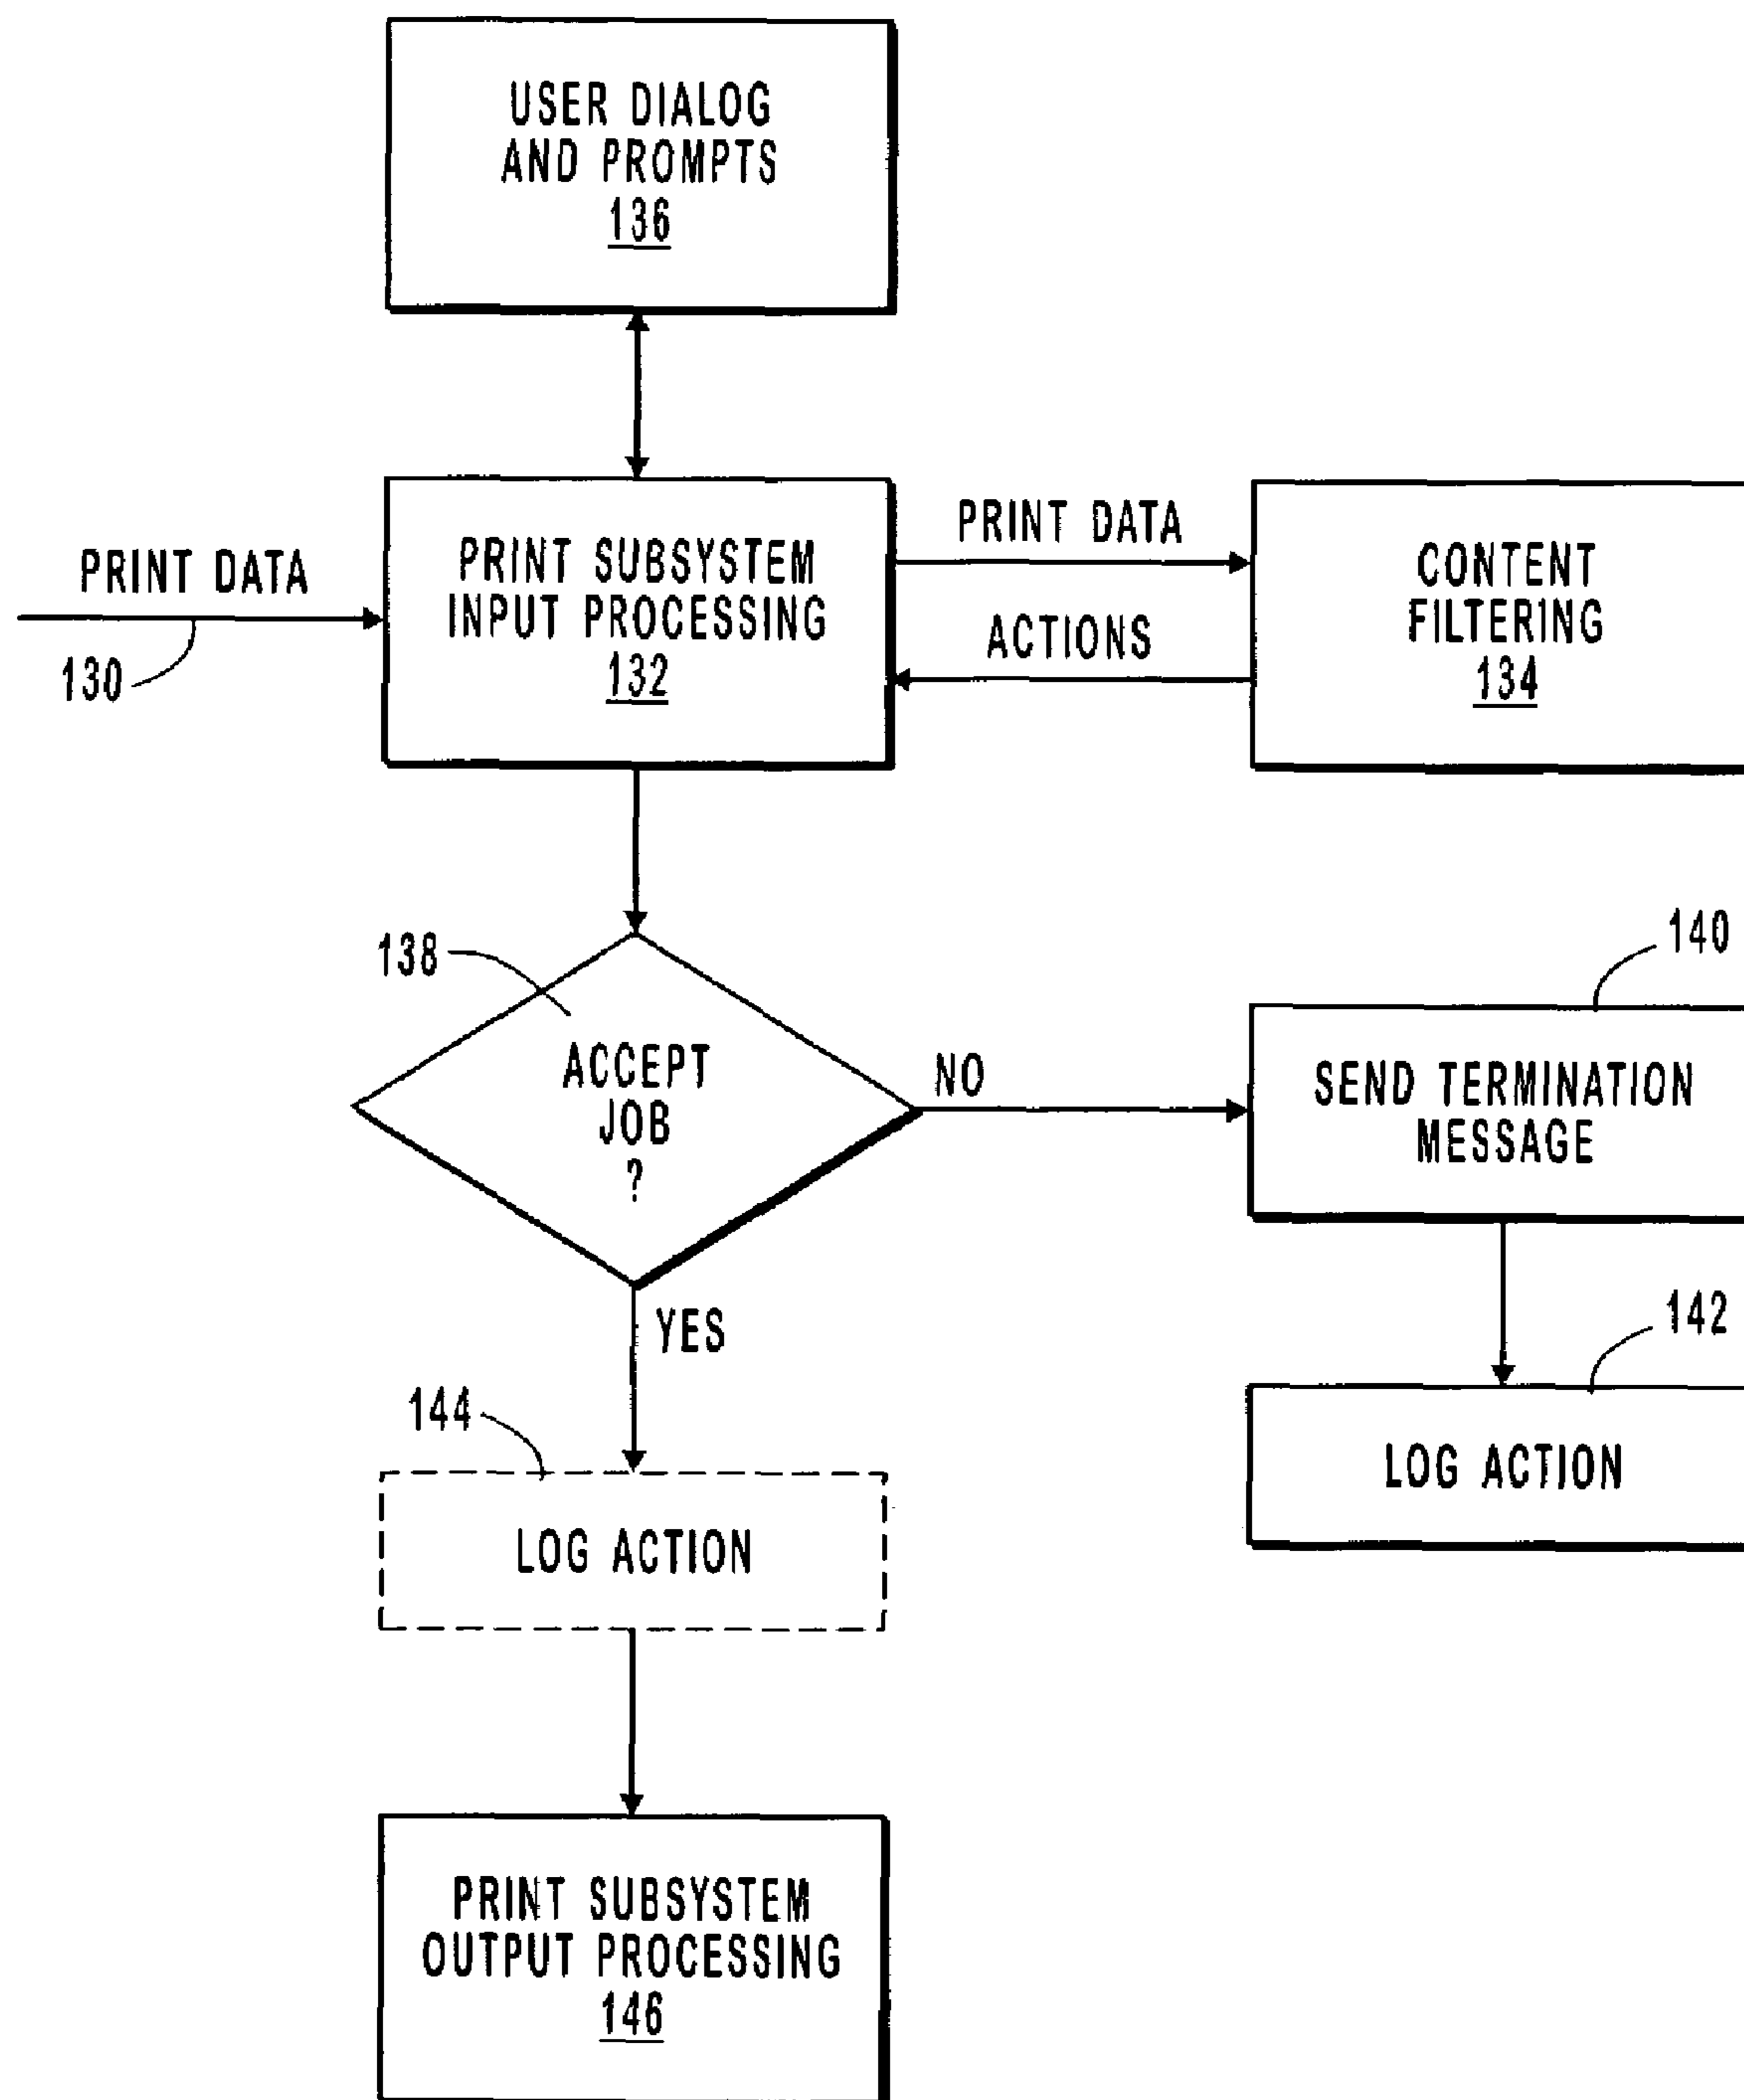 USER DIALOG
AND PROMPTS
136
PRINT DATA
130
PRINT SUBSYSTEM
INPUT PROCESSING
132
PRINT DATA
ACTIONS
CONTENT
FILTERING
134
138
ACCEPT
JOB
?
NO
140
SEND TERMINATION
MESSAGE
YES
142
LOG ACTION
144
LOG ACTION
PRINT SUBSYSTEM
OUTPUT PROCESSING
146